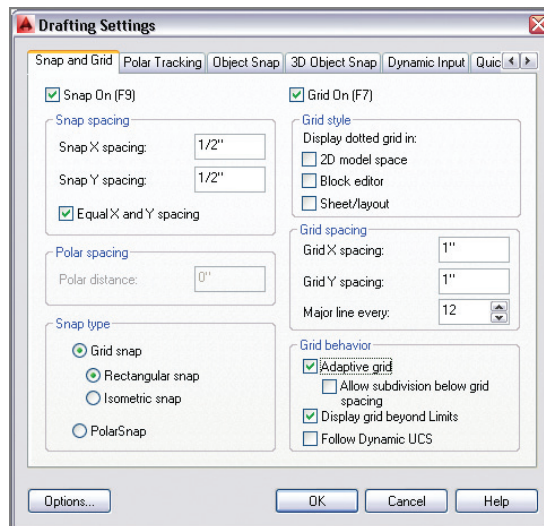 Drafting Settings
Snap and Grid Polar Tracking Object Snap 3D Object Snap Dynamic Input Quic
Snap On (F9)
Snap spacing
Snap X spacing: 1/2"
Snap Y spacing: 1/2"
Equal X and Y spacing
Polar spacing
Polar distance: 0"
Snap type
Grid snap
Rectangular snap
Isometric snap
PolarSnap
Grid On (F7)
Grid style
Display dotted grid in:
2D model space
Block editor
Sheet/layout
Grid spacing
Grid X spacing: 1"
Grid Y spacing: 1"
Major line every: 12
Grid behavior
Adaptive grid
Allow subdivision below grid
spacing
Display grid beyond Limits
Follow Dynamic UCS
Options... OK Cancel Help